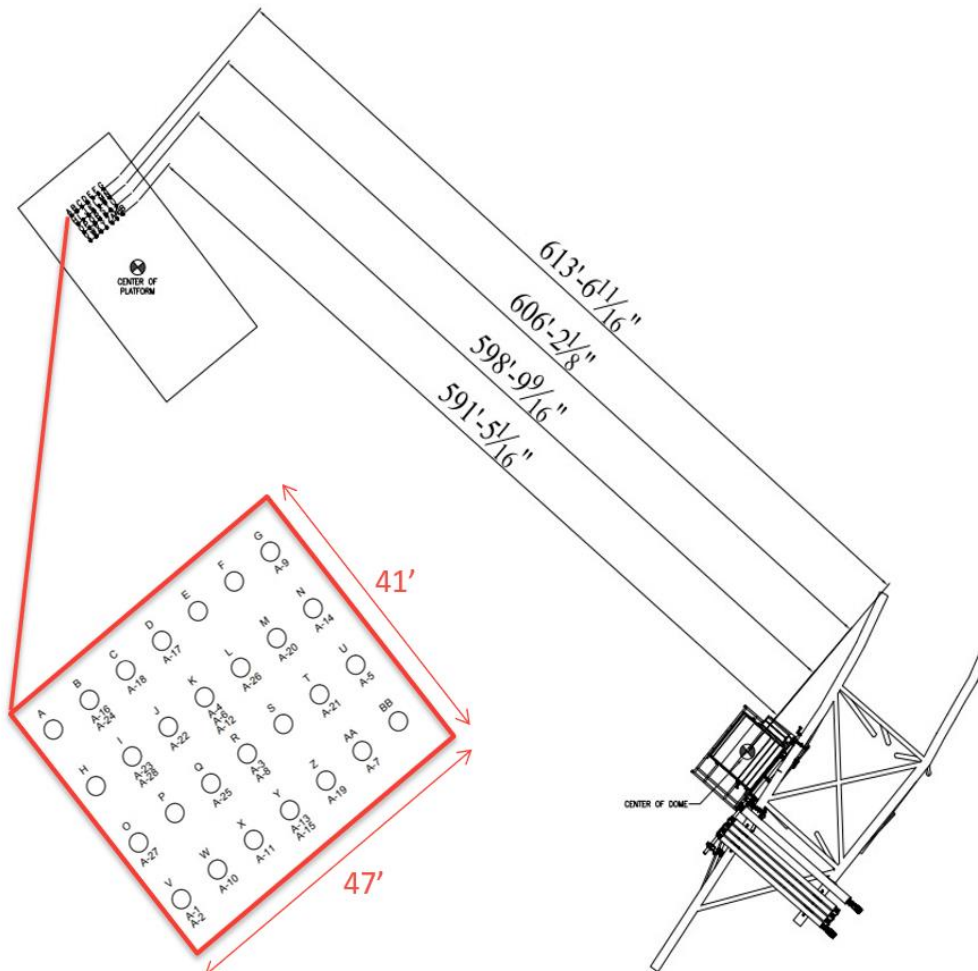 613'-6 11/16"
606'-2 1/8"
598'-9 9/16"
591'-5 1/16"
CENTER OF
PLATFORM
CENTER OF DOME
41'
47'
G
A-9
F
E
N
A-14
D
A-17
M
A-20
C
A-18
L
A-26
U
A-5
B
A-16
A-24
K
A-4
A-6
A-12
T
A-21
A
J
A-22
S
BB
I
A-23
A-28
R
A-3
A-8
AA
A-7
H
Q
A-25
Z
A-19
P
Y
A-13
A-15
O
A-27
X
A-11
W
A-10
V
A-1
A-2